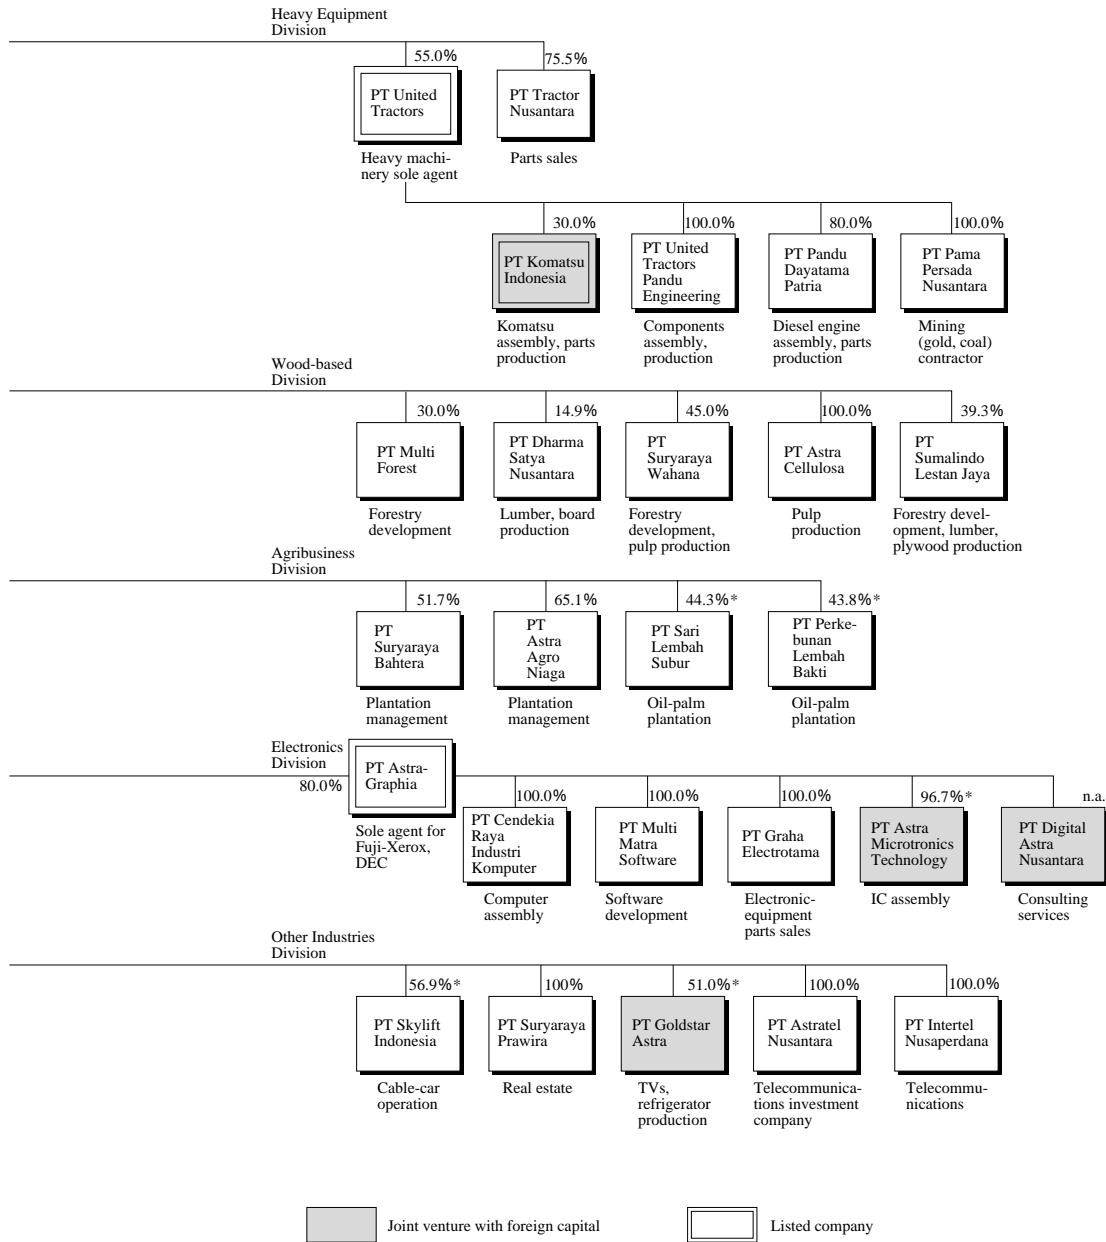 Heavy Equipment
Division
55.0%
75.5%
PT United
Tractors
PT Tractor
Nusantara
Heavy machi-
nery sole agent
Parts sales
30.0%
100.0%
80.0%
100.0%
PT Komatsu
Indonesia
PT United
Tractors
Pandu
Engineering
PT Pandu
Dayatama
Patria
PT Pama
Persada
Nusantara
Komatsu
assembly, parts
production
Components
assembly,
production
Diesel engine
assembly, parts
production
Mining
(gold, coal)
contractor
Wood-based
Division
30.0%
14.9%
45.0%
100.0%
39.3%
PT Multi
Forest
PT Dharma
Satya
Nusantara
PT
Suryaraya
Wahana
PT Astra
Cellulosa
PT
Sumalindo
Lestan Jaya
Forestry
development
Lumber, board
production
Forestry
development,
pulp production
Pulp
production
Forestry devel-
opment, lumber,
plywood production
Agribusiness
Division
51.7%
65.1%
44.3%*
43.8%*
PT
Suryaraya
Bahtera
PT
Astra
Agro
Niaga
PT Sari
Lembah
Subur
PT Perke-
bunan
Lembah
Bakti
Plantation
management
Plantation
management
Oil-palm
plantation
Oil-palm
plantation
Electronics
Division
80.0%
PT Astra-
Graphia
Sole agent for
Fuji-Xerox,
DEC
100.0%
100.0%
100.0%
96.7%*
n.a.
PT Cendekia
Raya
Industri
Komputer
PT Multi
Matra
Software
PT Graha
Electrotama
PT Astra
Microtronics
Technology
PT Digital
Astra
Nusantara
Computer
assembly
Software
development
Electronic-
equipment
parts sales
IC assembly
Consulting
services
Other Industries
Division
56.9%*
100%
51.0%*
100.0%
100.0%
PT Skylift
Indonesia
PT Suryaraya
Prawira
PT Goldstar
Astra
PT Astratel
Nusantara
PT Intertel
Nusaperdana
Cable-car
operation
Real estate
TVs,
refrigerator
production
Telecommunica-
tions investment
company
Telecommu-
nications
Joint venture with foreign capital
Listed company